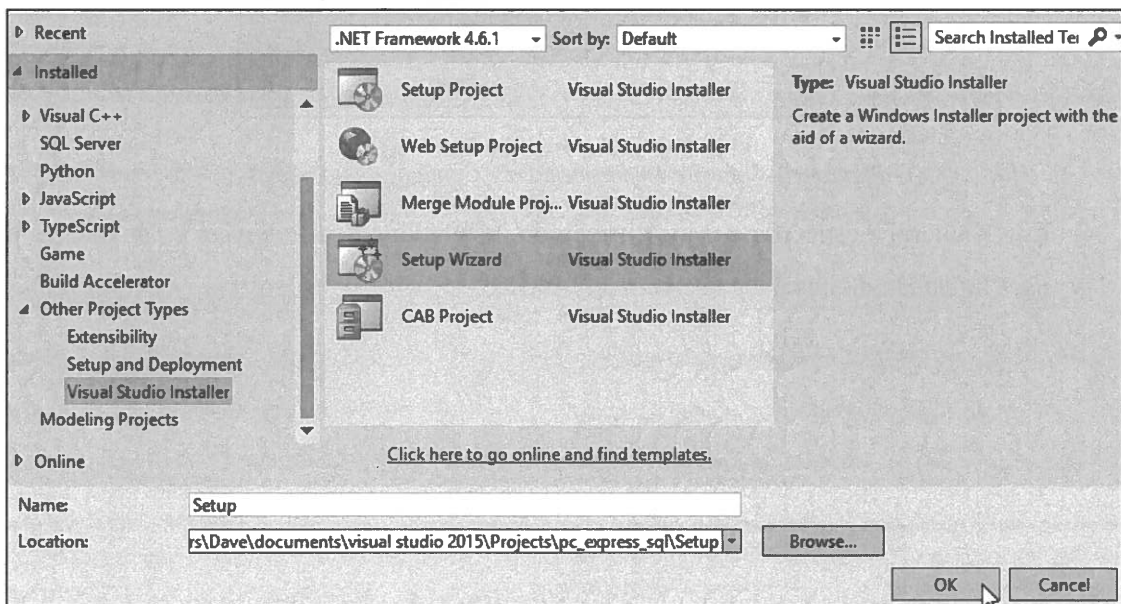 Recent
Installed
Visual C++
SQL Server
Python
JavaScript
TypeScript
Game
Build Accelerator
Other Project Types
Extensibility
Setup and Deployment
Visual Studio Installer
Modeling Projects
Online
.NET Framework 4.6.1 Sort by: Default
Search Installed Te
Setup Project Visual Studio Installer
Web Setup Project Visual Studio Installer
Merge Module Proj... Visual Studio Installer
Setup Wizard Visual Studio Installer
CAB Project Visual Studio Installer
Click here to go online and find templates.
Type: Visual Studio Installer
Create a Windows Installer project with the
aid of a wizard.
Name: Setup
Location: rs\Dave\documents\visual studio 2015\Projects\pc_express_sql\Setup Browse...
OK Cancel